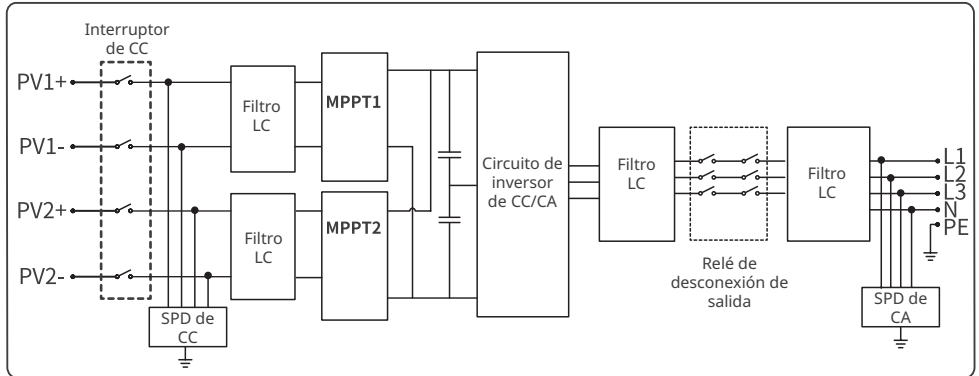 Interruptor
de CC
PV1+
PV1-
PV2+
PV2-
Filtro
LC
Filtro
LC
MPPT1
MPPT2
SPD de
CC
Circuito de
inversor
de CC/CA
Filtro
LC
Relé de
desconexión de
salida
Filtro
LC
L1
L2
L3
N
PE
SPD de
CA